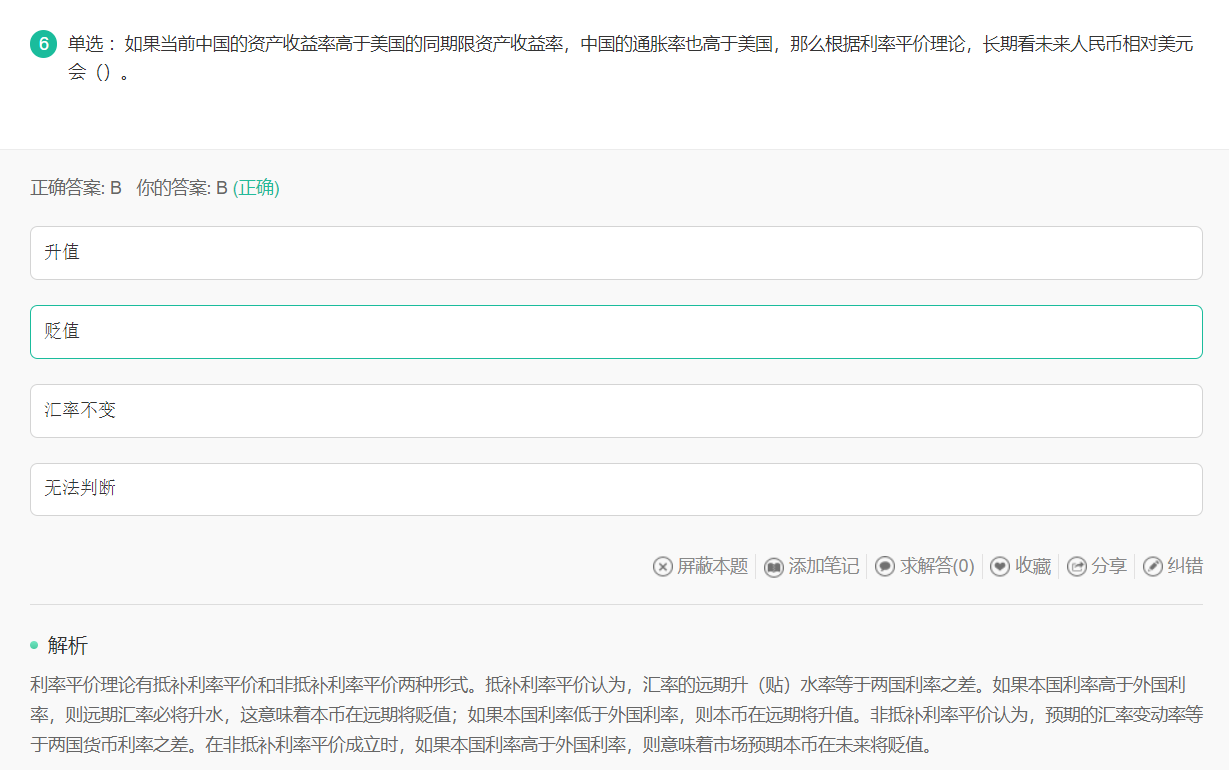 6 单选： 如果当前中国的资产收益率高于美国的同期限资产收益率，中国的通胀率也高于美国，那么根据利率平价理论，长期看未来人民币相对美元
会（）。
正确答案: B 你的答案: B (正确)
升值
贬值
汇率不变
无法判断
屏蔽本题 添加笔记 求解答(0) 收藏 分享 纠错
解析
利率平价理论有抵补利率平价和非抵补利率平价两种形式。抵补利率平价认为，汇率的远期升（贴）水率等于两国利率之差。如果本国利率高于外国利
率，则远期汇率必将升水，这意味着本币在远期将贬值；如果本国利率低于外国利率，则本币在远期将升值。非抵补利率平价认为，预期的汇率变动率等
于两国货币利率之差。在非抵补利率平价成立时，如果本国利率高于外国利率，则意味着市场预期本币在未来将贬值。